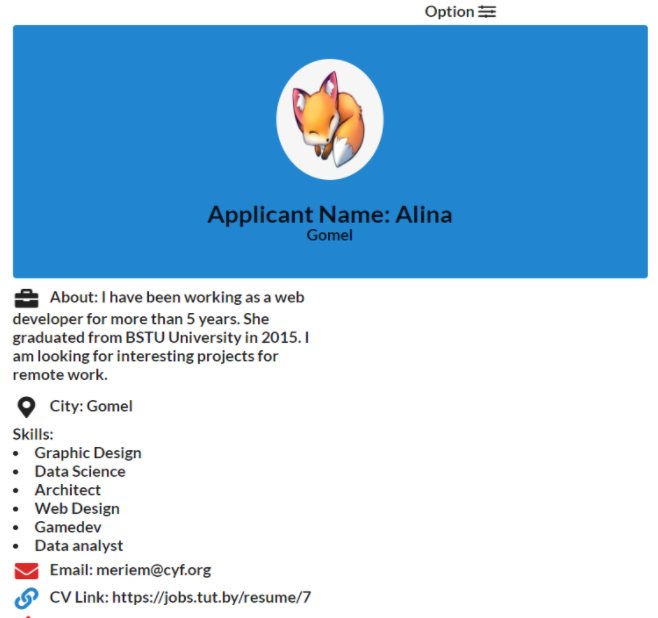 Option
Applicant Name: Alina
Gomel
About: I have been working as a web
developer for more than 5 years. She
graduated from BSTU University in 2015. I
am looking for interesting projects for
remote work.
City: Gomel
Skills:
• Graphic Design
• Data Science
• Architect
• Web Design
• Gamedev
• Data analyst
Email: meriem@cyf.org
CV Link: https://jobs.tut.by/resume/7